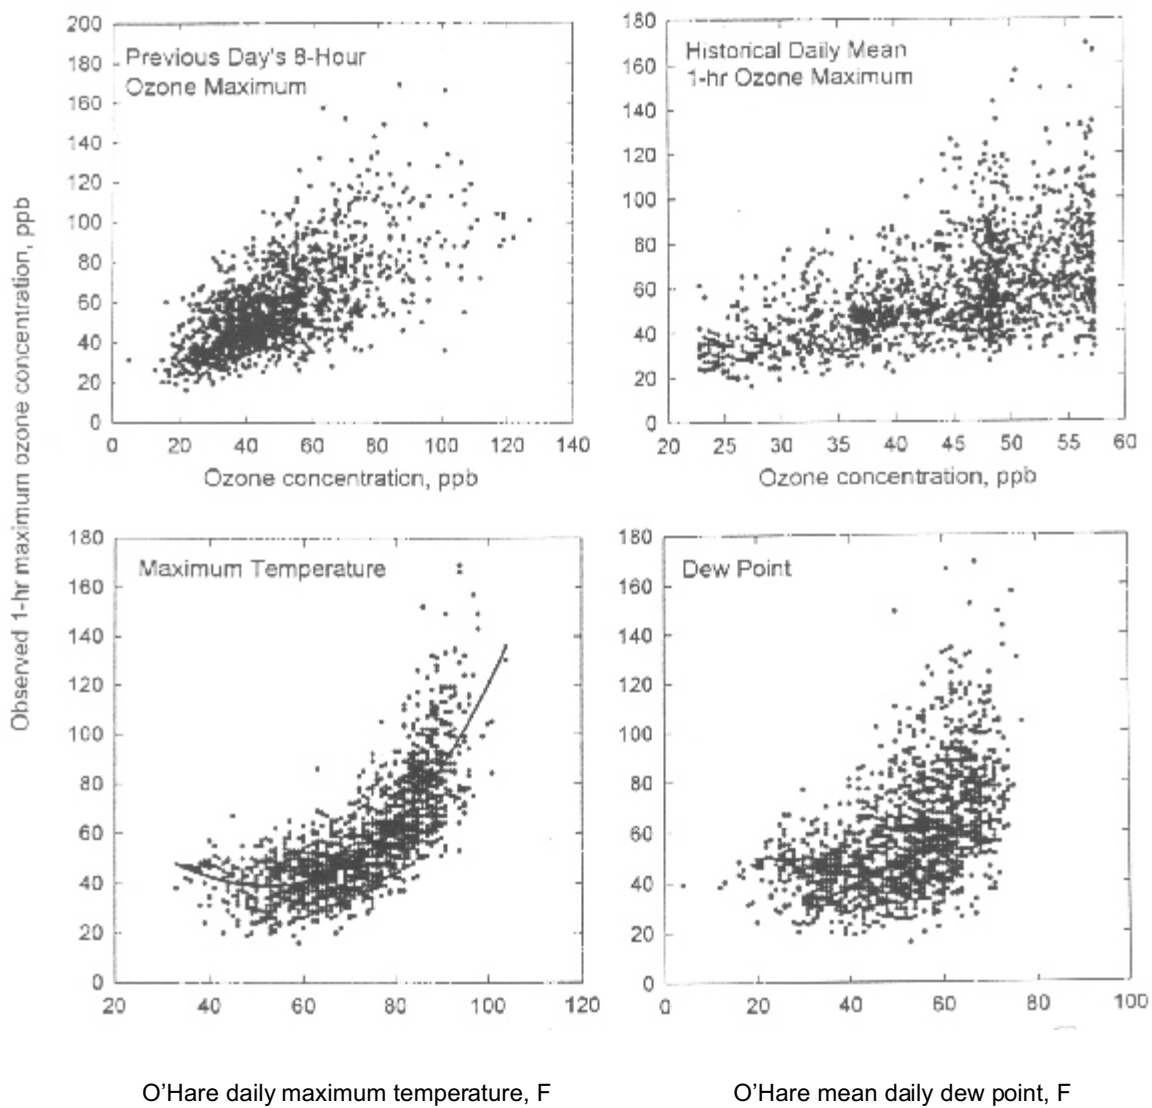 Observed 1-hr maximum ozone concentration, ppb
Previous Day's 8-Hour
Ozone Maximum
200
180
160
140
120
100
80
60
40
20
0
0 20 40 60 80 100 120 140
Ozone concentration, ppb
Historical Daily Mean
1-hr Ozone Maximum
180
160
140
120
100
80
60
40
20
0
20 25 30 35 40 45 50 55 60
Ozone concentration, ppb
Maximum Temperature
180
160
140
120
100
80
60
40
20
0
20 40 60 80 100 120
O'Hare daily maximum temperature, F
Dew Point
180
160
140
120
100
80
60
40
20
0
0 20 40 60 80 100
O'Hare mean daily dew point, F